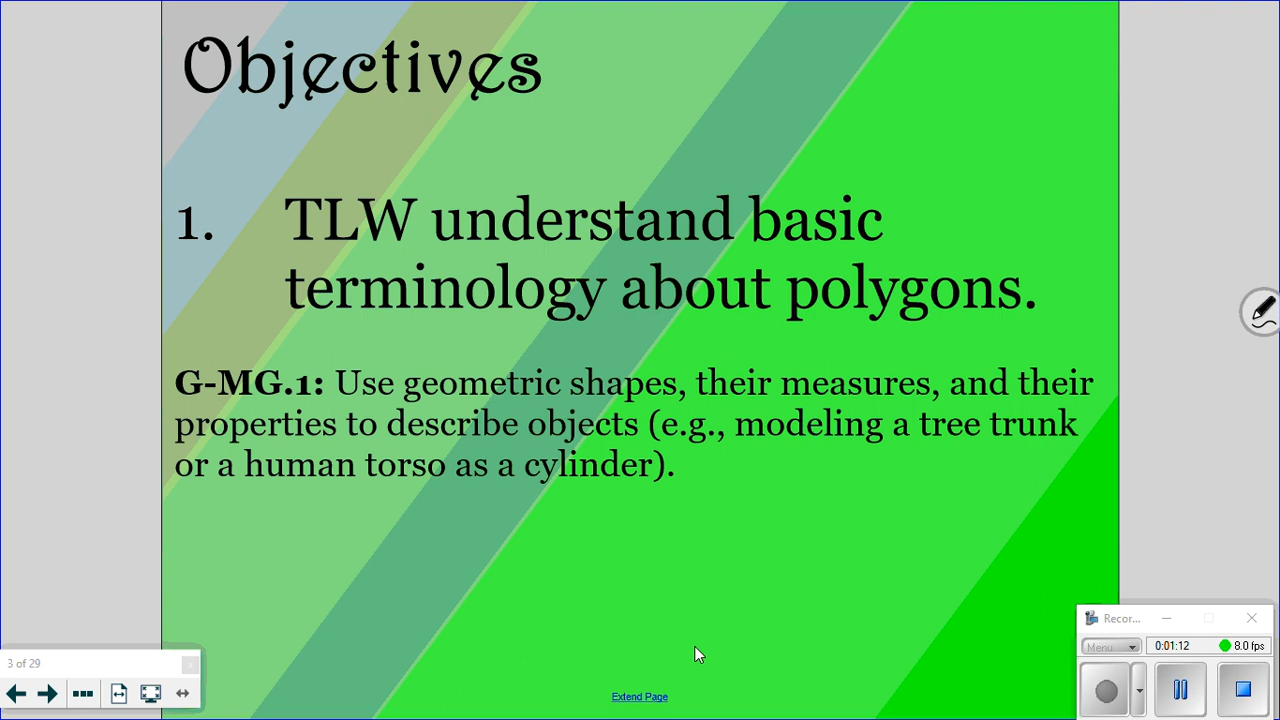 Objectives
1. TLW understand basic
terminology about polygons.
G-MG.1: Use geometric shapes, their measures, and their
properties to describe objects (e.g., modeling a tree trunk
or a human torso as a cylinder).
Extend Page
3 of 29
Recor...
Menu
0:01:12
8.0 fps